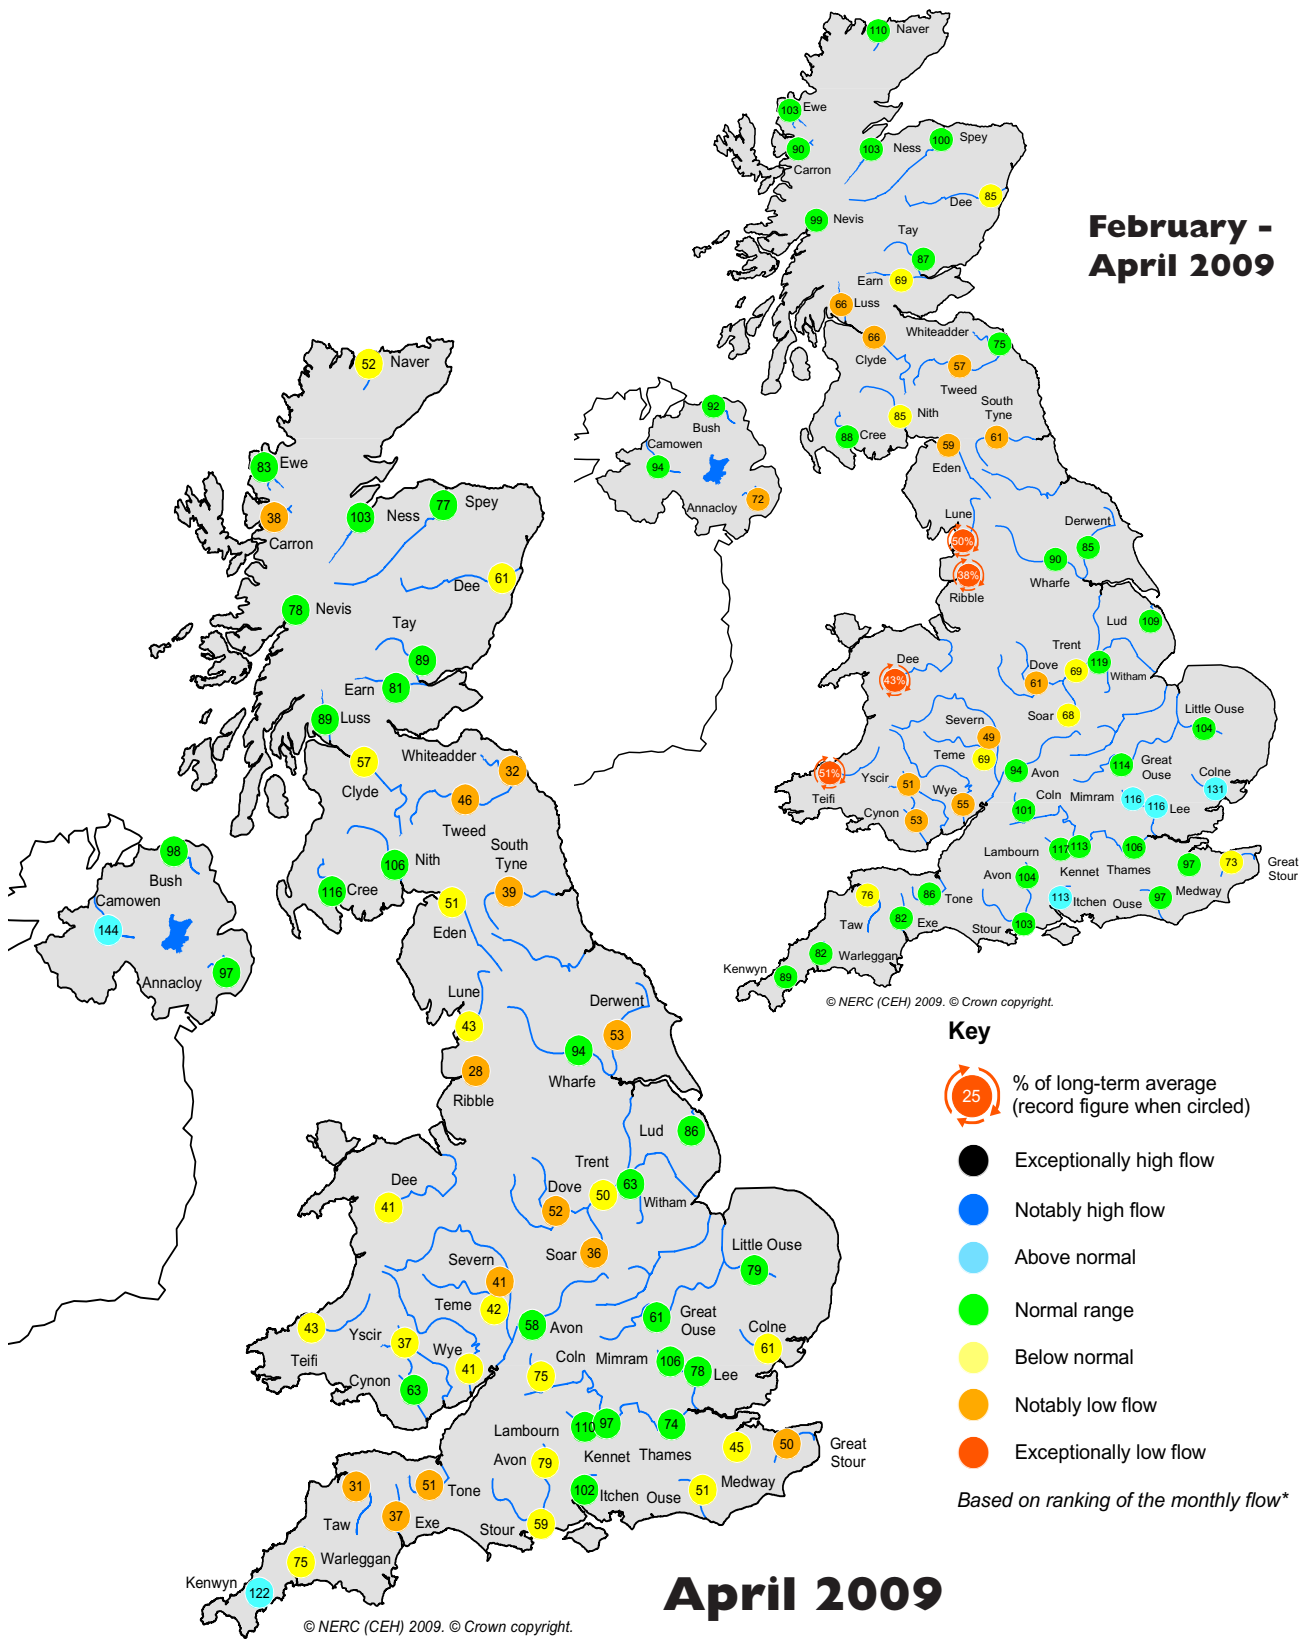 110 Naver
103 Ewe
90
Carron
103 Ness
100 Spey
Dee 85
99 Nevis
Tay
87
Earn 69
66 Luss
66
Clyde
Whiteadder
75
57
Tweed
South
Tyne
61
85 Nith
88 Cree
59
Eden
92
Bush
Camowen
94
Annacloy 72
Lune
50%
38%
Ribble
Derwent
85
90
Wharfe
Lud 109
Trent
Dove 69 119
61 Witham
Dee
43%
Soar 68
Little Ouse
104
Severn
49
Teme 69
51%
Teifi
Yscir
51
Wye
55
Cynon
53
94 Avon
114 Great
Ouse
Colne
131
Coln
101
Mimram 116
116 Lee
Lambourn 117 113
Kennet
106
Thames
97
Medway
73 Great
Stour
Avon 104
113 Itchen
Ouse 97
76
Taw
86 Tone
82 Exe
Stour 103
82
Warleggan
Kenwyn 89
© NERC (CEH) 2009. © Crown copyright.
February -
April 2009
52 Naver
83 Ewe
38
Carron
103 Ness
77 Spey
Dee 61
78 Nevis
Tay
89
Earn 81
89 Luss
57
Clyde
Whiteadder
32
46
Tweed
South
Tyne
39
106 Nith
116 Cree
51
Eden
98
Bush
Camowen
144
Annacloy 97
Lune
43
28
Ribble
Derwent
53
94
Wharfe
Lud 86
Trent
Dove 50 63
52 Witham
Dee
41
Soar 36
Little Ouse
79
Severn
41
Teme 42
43
Teifi
Yscir
37
Wye
41
Cynon
63
58 Avon
61 Great
Ouse
Colne
61
Coln
75
Mimram 106
78 Lee
Lambourn 110 97
Kennet
74
Thames
45
Medway
50 Great
Stour
Avon 79
102 Itchen
Ouse 51
31
Taw
51 Tone
37 Exe
Stour 59
75
Warleggan
Kenwyn
122
© NERC (CEH) 2009. © Crown copyright.
April 2009
Key
25 % of long-term average
(record figure when circled)
Exceptionally high flow
Notably high flow
Above normal
Normal range
Below normal
Notably low flow
Exceptionally low flow
Based on ranking of the monthly flow*